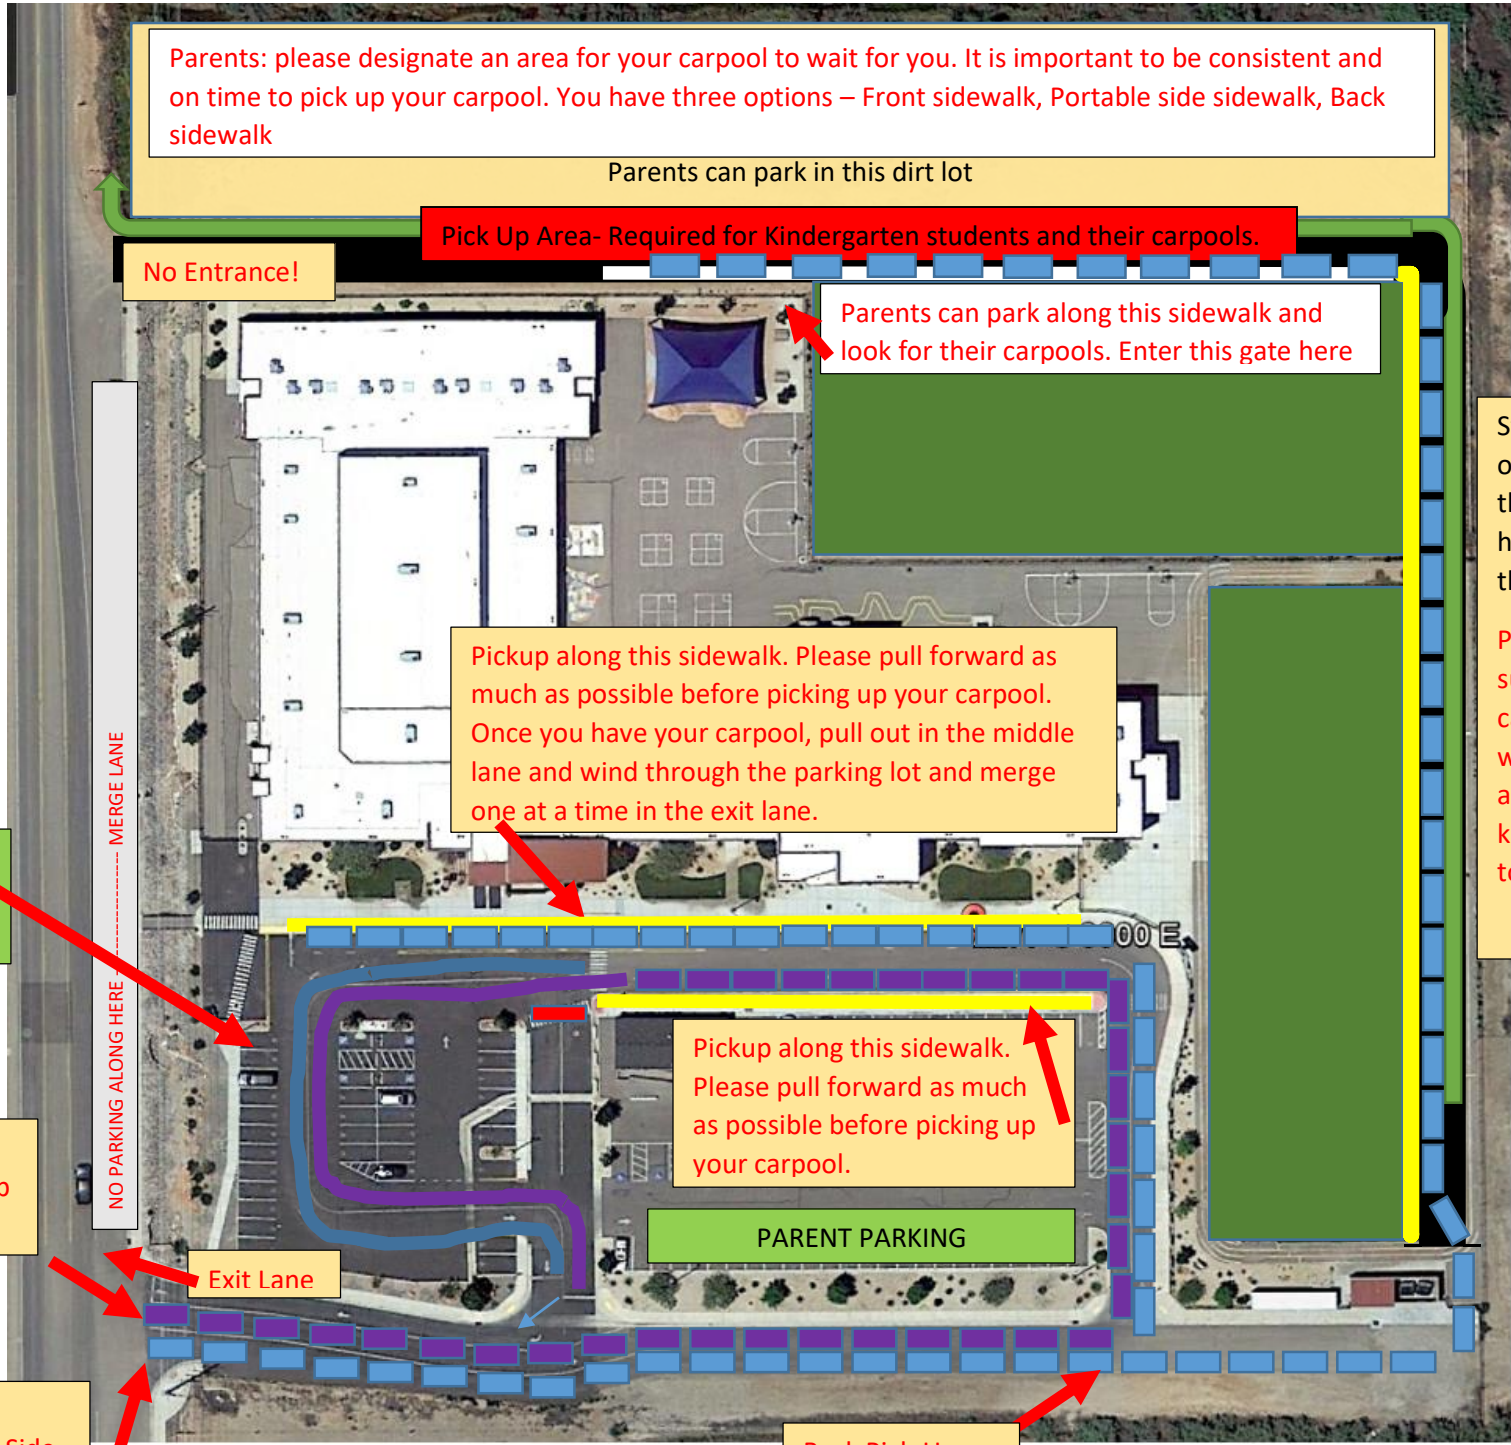 Parents: please designate an area for your carpool to wait for you. It is important to be consistent and
on time to pick up your carpool. You have three options – Front sidewalk, Portable side sidewalk, Back
sidewalk
Parents can park in this dirt lot
Pick Up Area- Required for Kindergarten students and their carpools.
No Entrance!
Parents can park along this sidewalk and
look for their carpools. Enter this gate here
Pickup along this sidewalk. Please pull forward as
much as possible before picking up your carpool.
Once you have your carpool, pull out in the middle
lane and wind through the parking lot and merge
one at a time in the exit lane.
NO PARKING ALONG HERE ---------------------- MERGE LANE
00 E
Pickup along this sidewalk.
Please pull forward as much
as possible before picking up
your carpool.
PARENT PARKING
Exit Lane